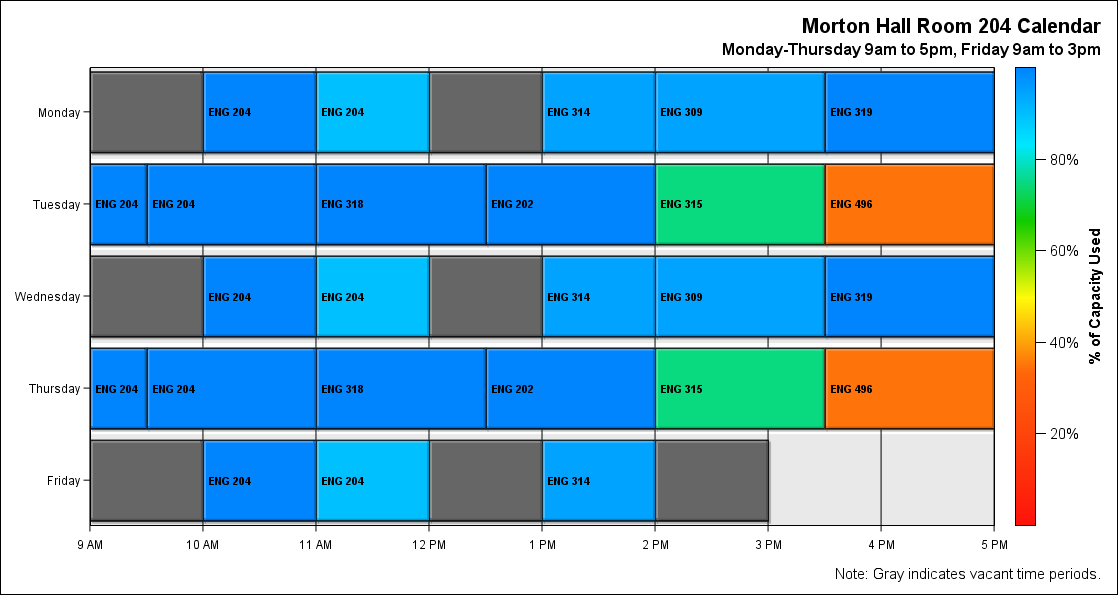 Morton Hall Room 204 Calendar
Monday-Thursday 9am to 5pm, Friday 9am to 3pm
Monday
ENG 204
ENG 204
ENG 314
ENG 309
ENG 319
Tuesday
ENG 204
ENG 204
ENG 318
ENG 202
ENG 315
ENG 496
Wednesday
ENG 204
ENG 204
ENG 314
ENG 309
ENG 319
Thursday
ENG 204
ENG 204
ENG 318
ENG 202
ENG 315
ENG 496
Friday
ENG 204
ENG 204
ENG 314
9 AM
10 AM
11 AM
12 PM
1 PM
2 PM
3 PM
4 PM
5 PM
80%
60%
40%
20%
% of Capacity Used
Note: Gray indicates vacant time periods.